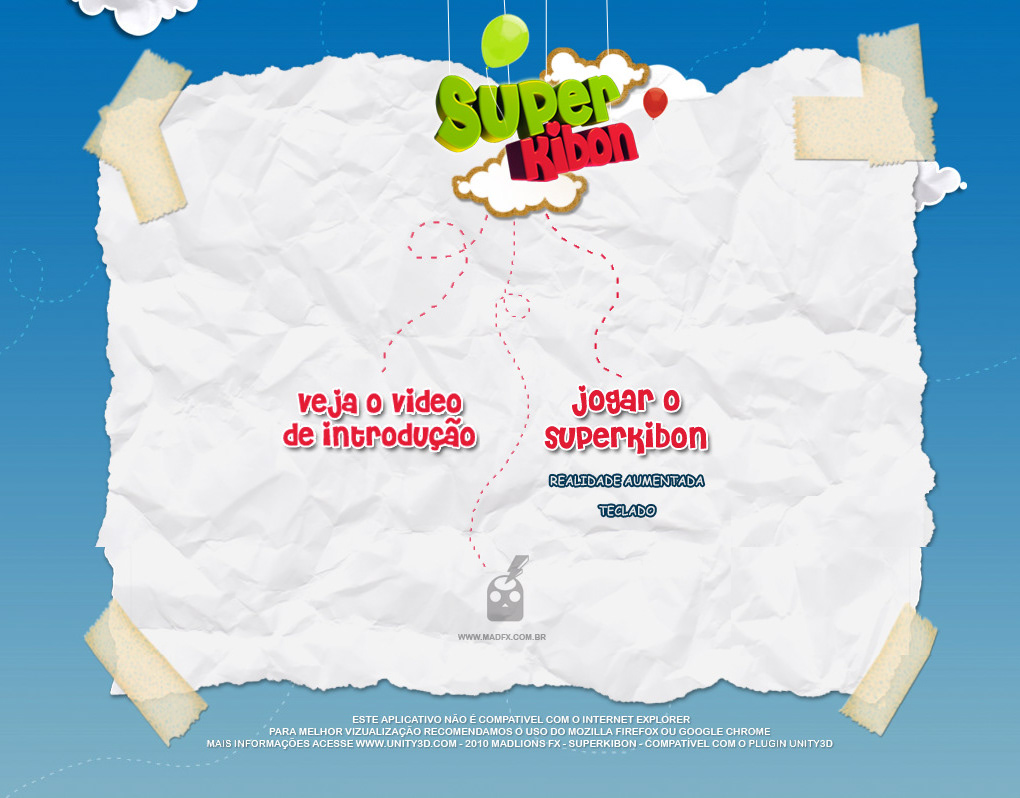 Super
Kibon
veja o video
de introdução
jogar o
superkibon
REALIDADE AUMENTADA
TECLADO
WWW.MADFX.COM.BR
ESTE APLICATIVO NÃO É COMPATIVEL COM O INTERNET EXPLÓRER
PARA MELHOR VIZUALIZAÇÃO RECOMENDAMOS O USO DO MOZILLA FIREFOX OU GOOGLE CHROME
MAIS INFORMAÇÕES ACESSE WWW.UNITY3D.COM - 2010 MADLIONS FX - SUPERKIBON - COMPATÍVEL COM O PLUGIN UNITY3D